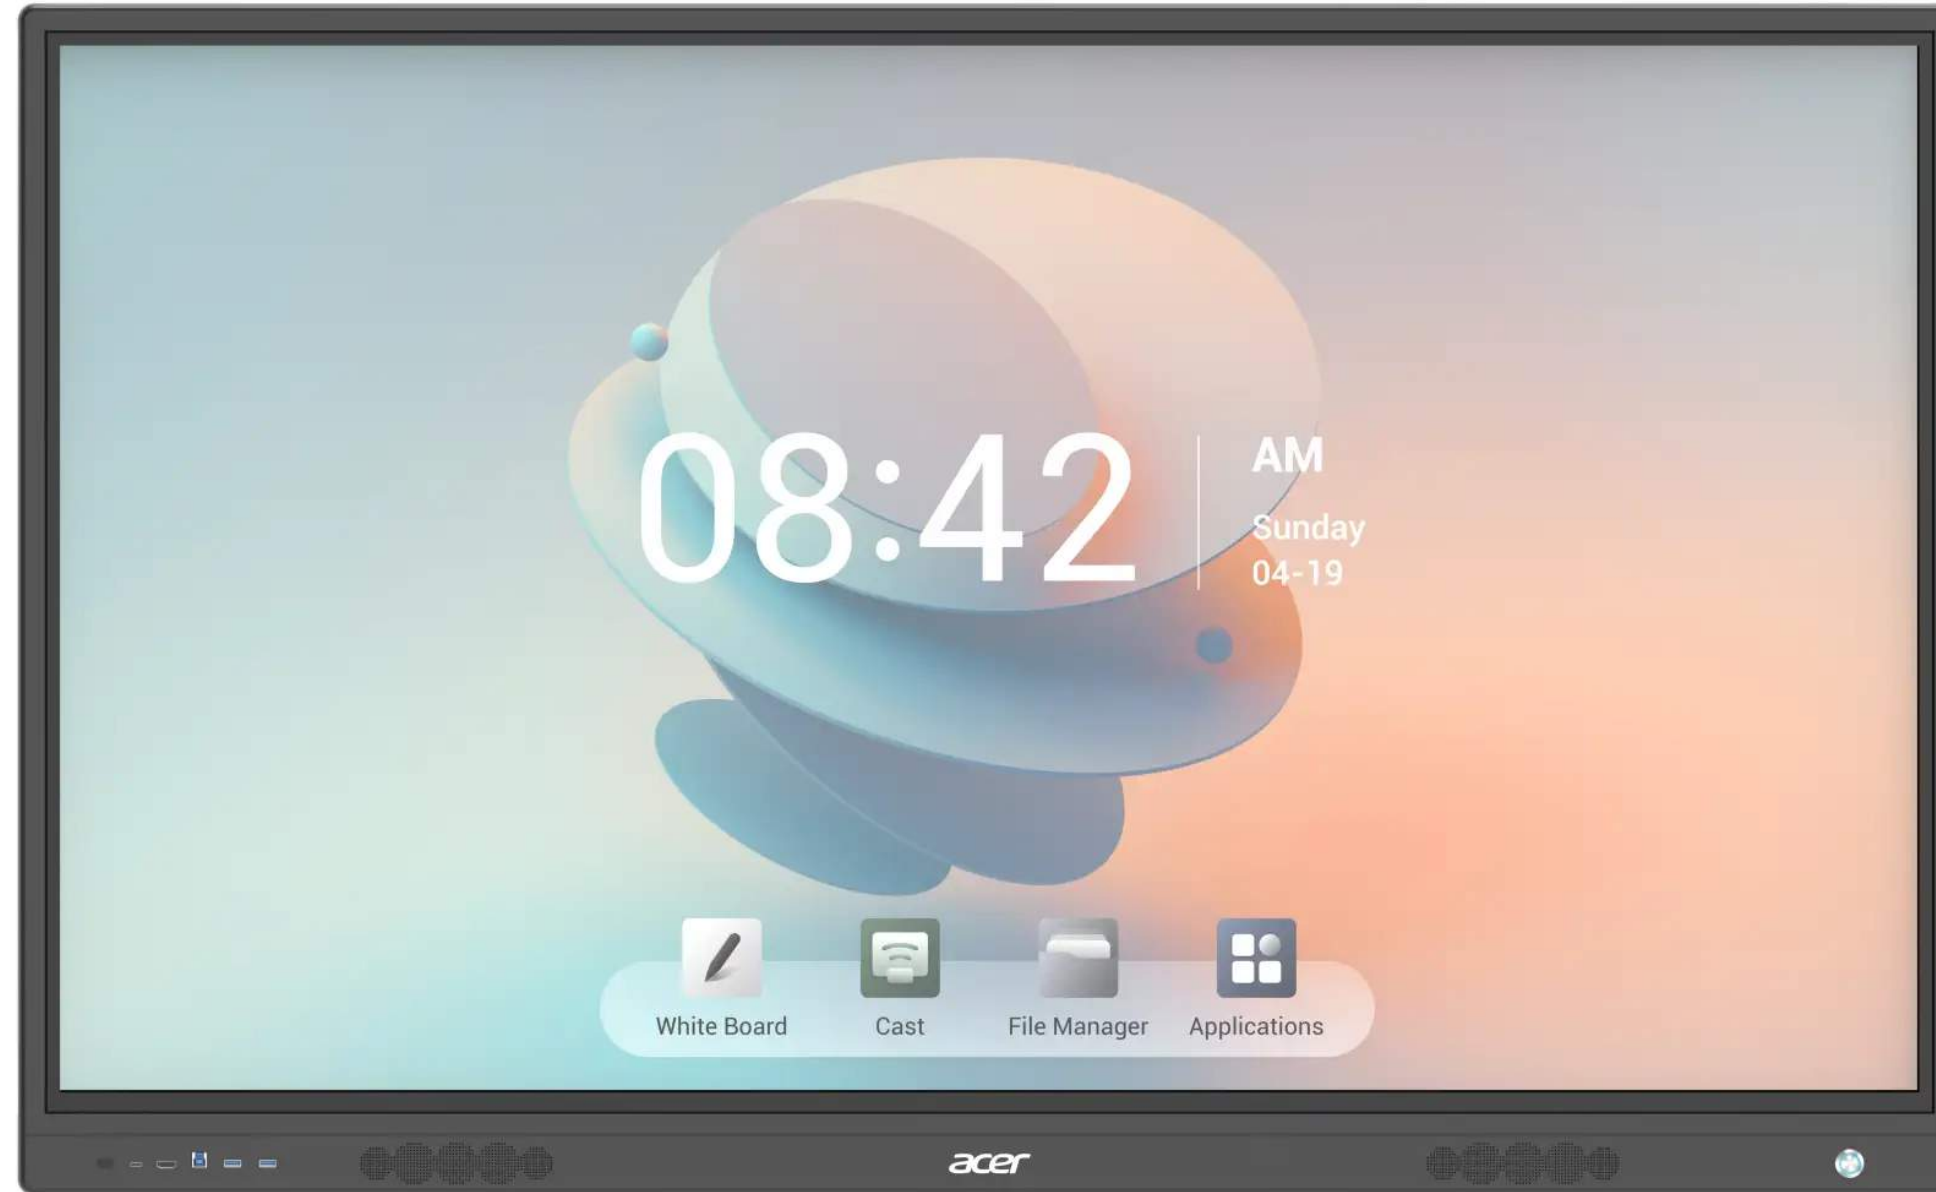 08:42
AM
Sunday
04-19
White Board
Cast
File Manager
Applications
acer